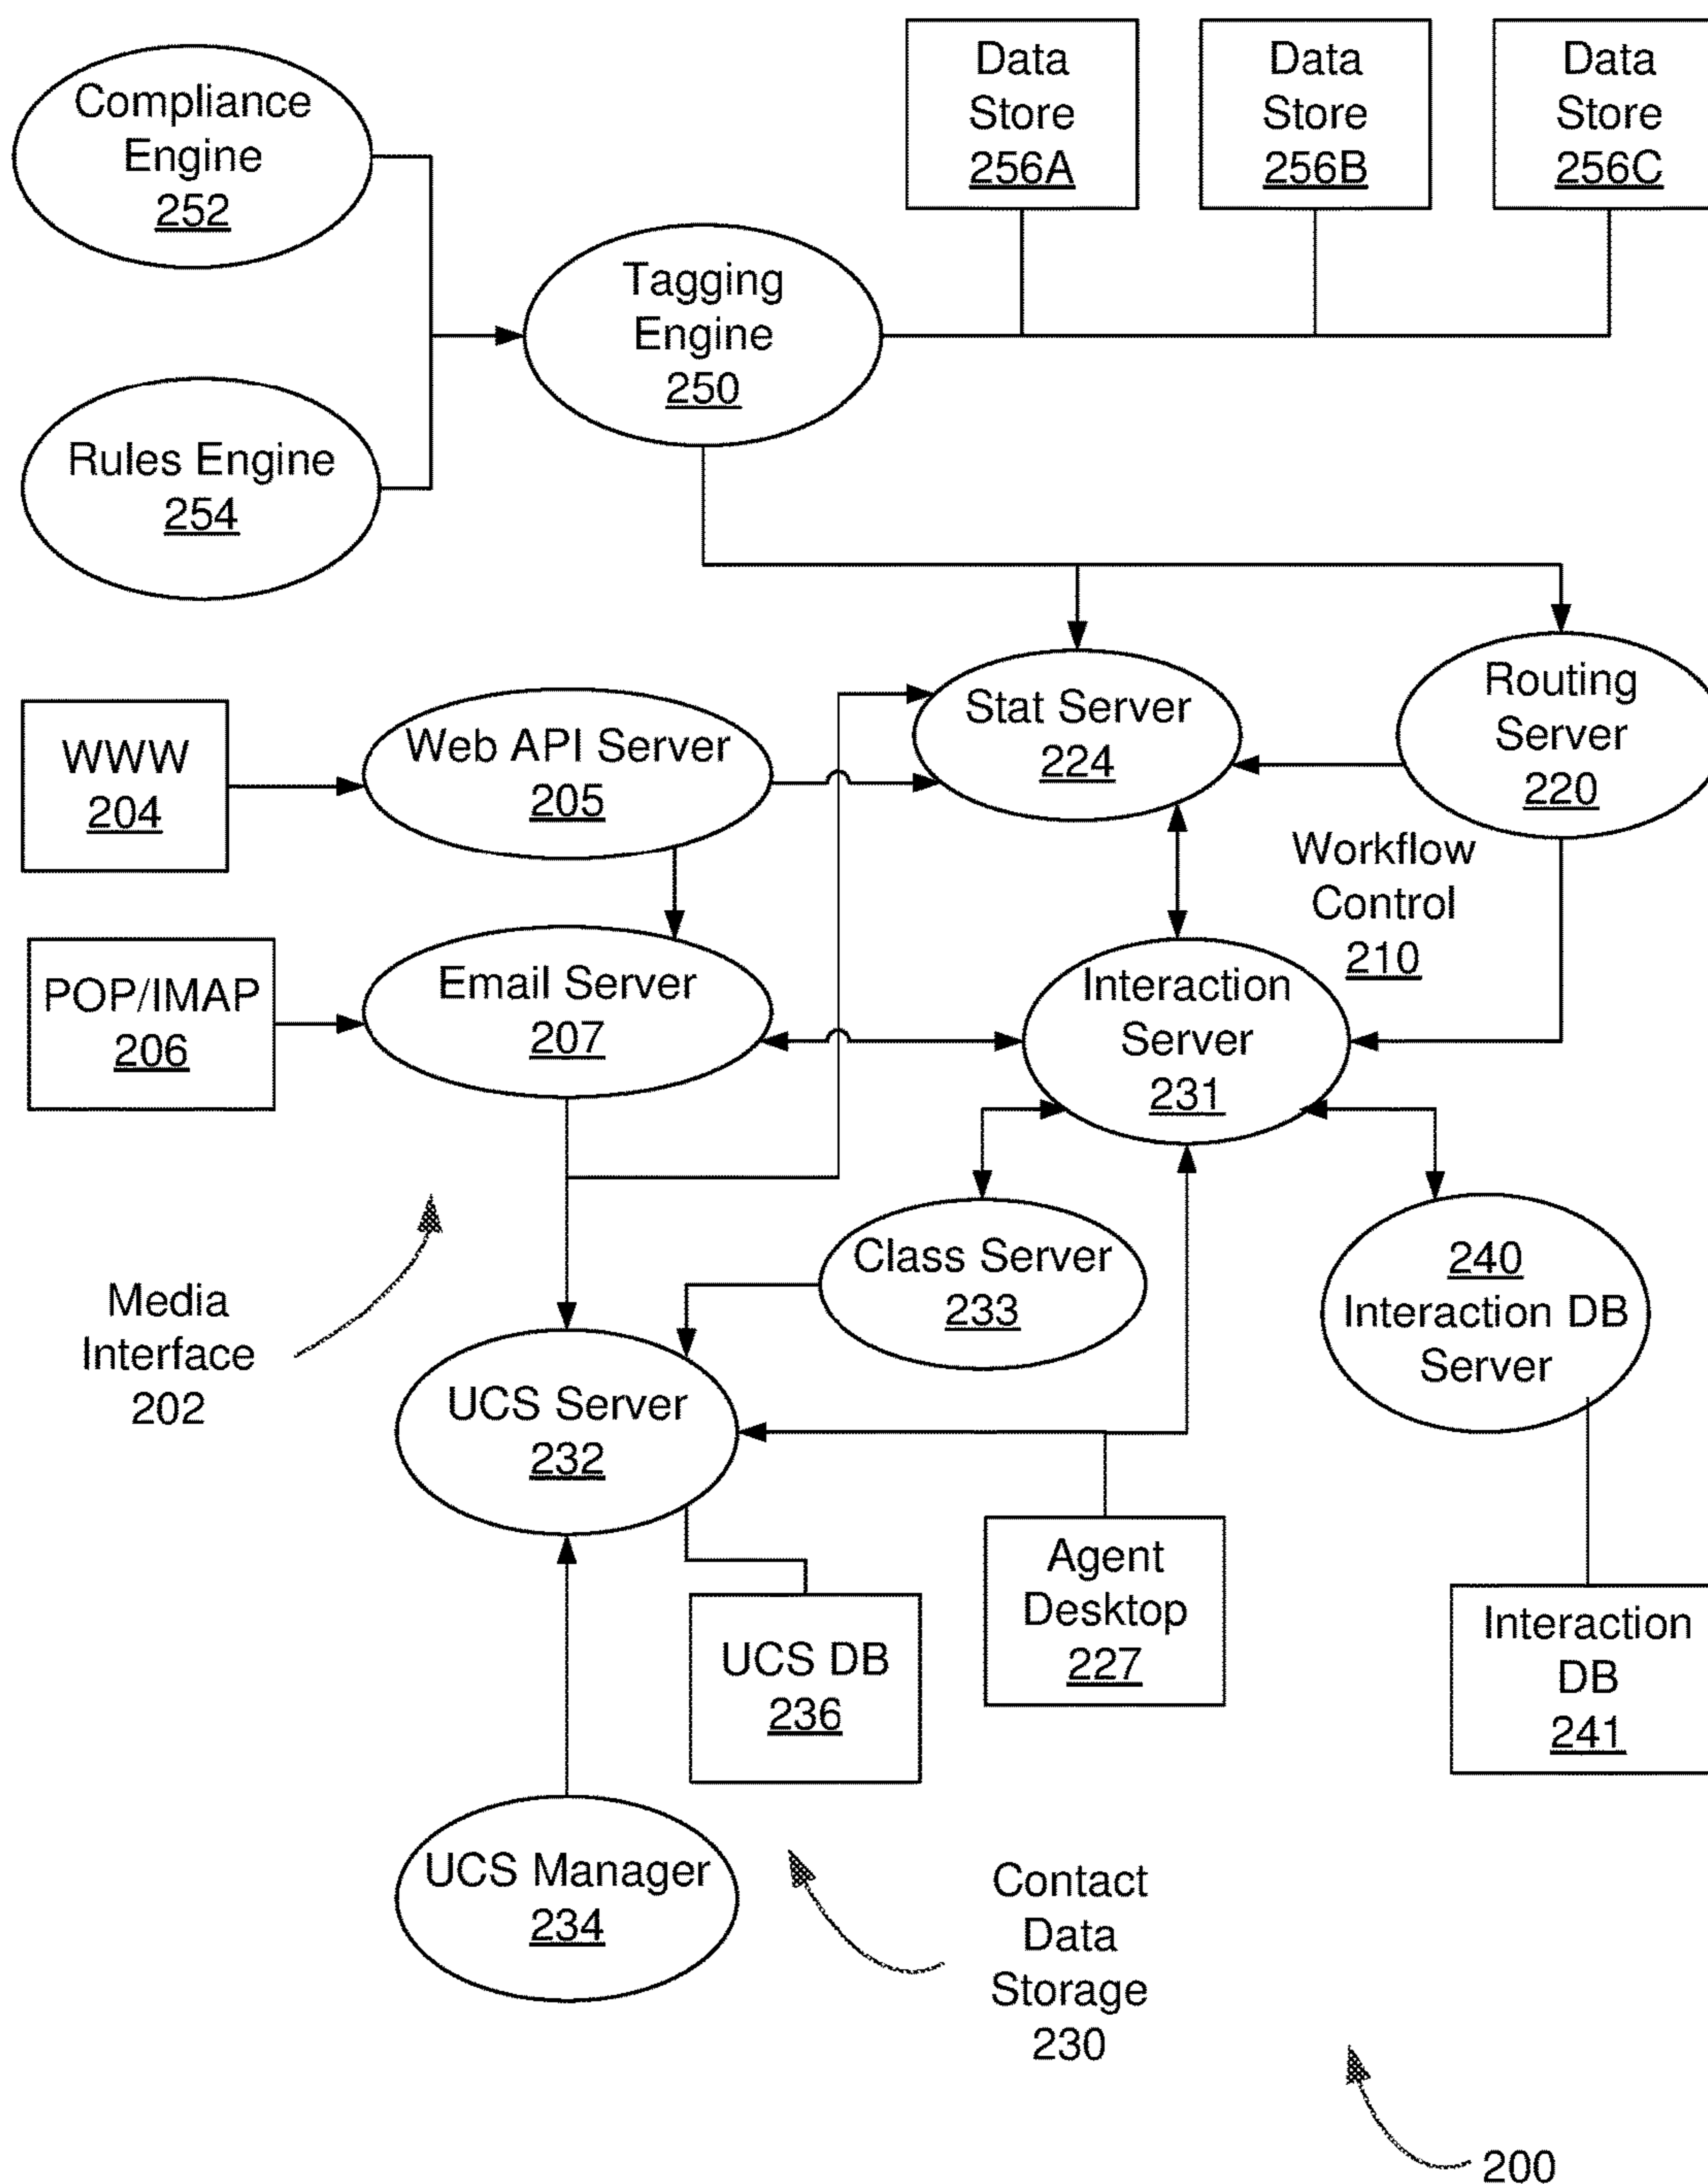 Compliance
Engine
252
Data
Store
256A
Data
Store
256B
Data
Store
256C
Tagging
Engine
250
Rules Engine
254
Stat Server
224
Routing
Server
220
WWW
204
Web API Server
205
Workflow
Control
210
POP/IMAP
206
Email Server
207
Interaction
Server
231
Media
Interface
202
Class Server
233
240
Interaction DB
Server
UCS Server
232
Agent
Desktop
227
UCS DB
236
Interaction
DB
241
UCS Manager
234
Contact
Data
Storage
230
200